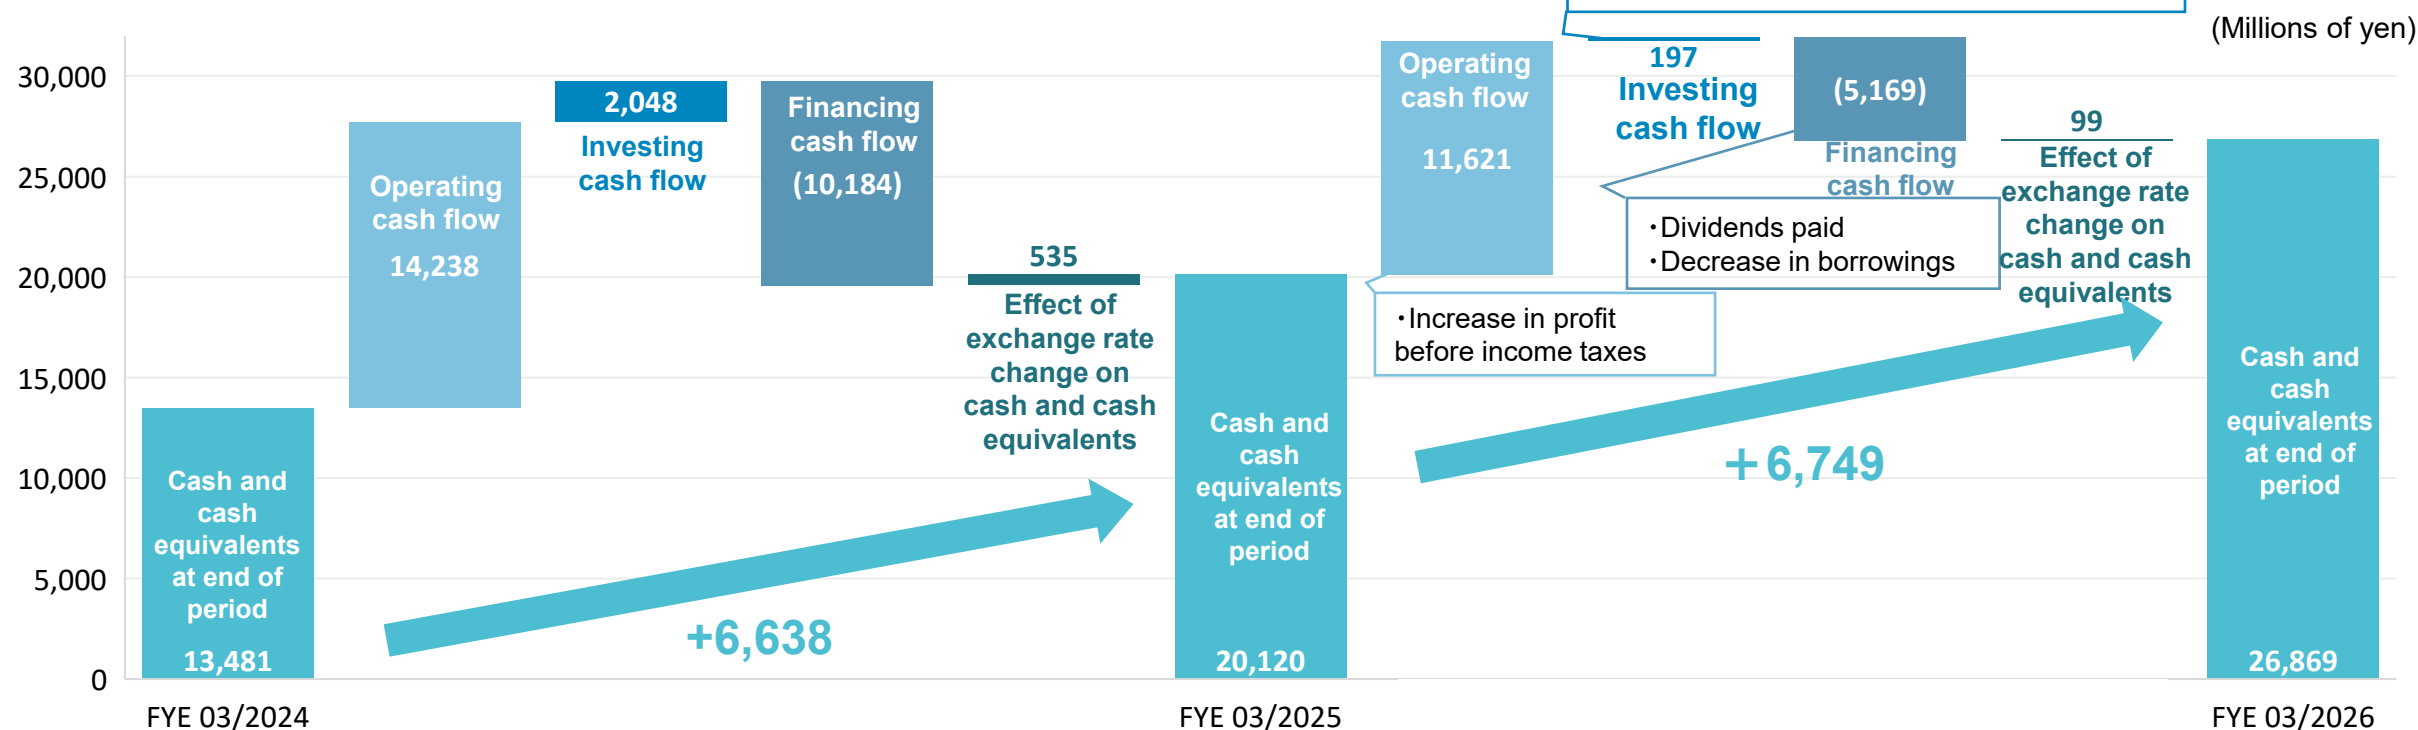 (Millions of yen)
30,000
25,000
20,000
15,000
10,000
5,000
0
Cash and
cash
equivalents
at end of
period
13,481
Operating
cash flow
14,238
2,048
Investing
cash flow
Financing
cash flow
(10,184)
535
Effect of
exchange rate
change on
cash and cash
equivalents
+6,638
Cash and
cash
equivalents
at end of
period
20,120
Operating
cash flow
11,621
・Increase in profit
before income taxes
197
Investing
cash flow
(5,169)
Financing
cash flow
・Dividends paid
・Decrease in borrowings
99
Effect of
exchange rate
change on
cash and cash
equivalents
＋6,749
Cash and
cash
equivalents
at end of
period
26,869
FYE 03/2024
FYE 03/2025
FYE 03/2026